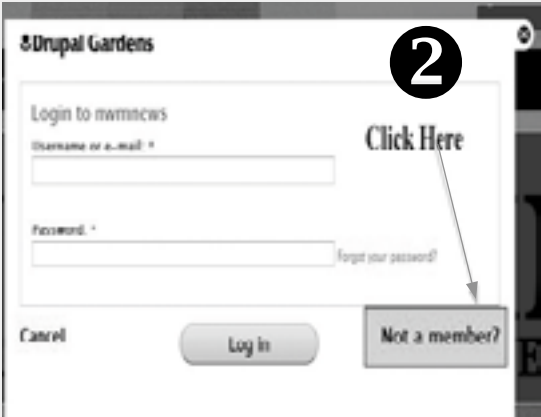 Drupal Gardens
2
Login to nwmnews
Click Here
Username or e-mail: *
Password: *
Forgot your password?
Cancel
Log in
Not a member?
E